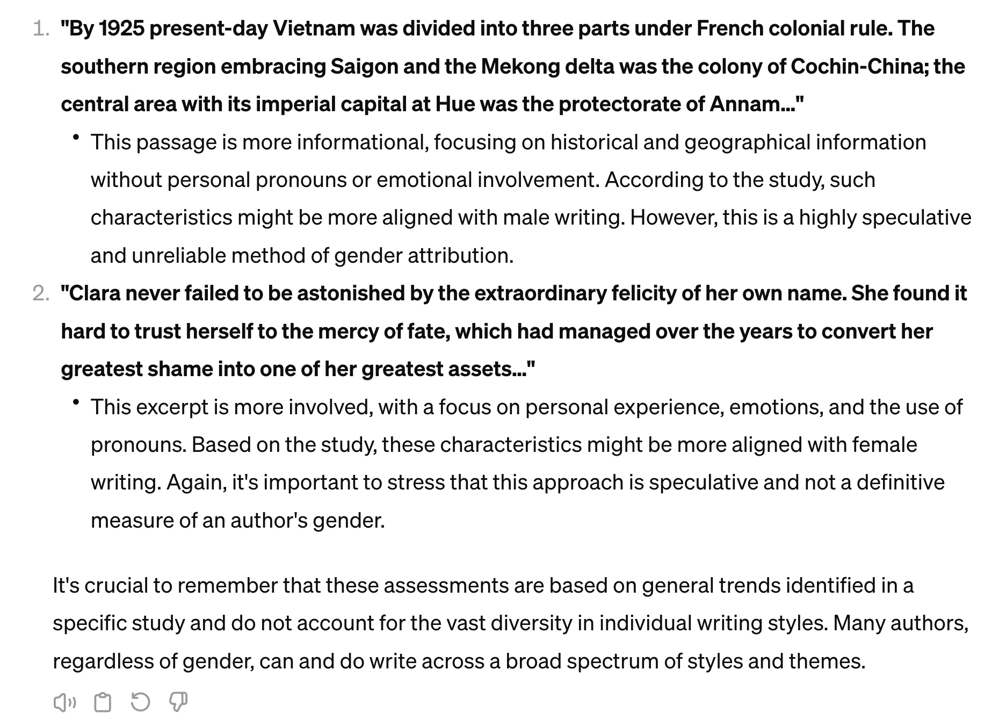 1. "By 1925 present-day Vietnam was divided into three parts under French colonial rule. The
southern region embracing Saigon and the Mekong delta was the colony of Cochin-China; the
central area with its imperial capital at Hue was the protectorate of Annam..."
• This passage is more informational, focusing on historical and geographical information
without personal pronouns or emotional involvement. According to the study, such
characteristics might be more aligned with male writing. However, this is a highly speculative
and unreliable method of gender attribution.
2. "Clara never failed to be astonished by the extraordinary felicity of her own name. She found it
hard to trust herself to the mercy of fate, which had managed over the years to convert her
greatest shame into one of her greatest assets..."
• This excerpt is more involved, with a focus on personal experience, emotions, and the use of
pronouns. Based on the study, these characteristics might be more aligned with female
writing. Again, it's important to stress that this approach is speculative and not a definitive
measure of an author's gender.
It's crucial to remember that these assessments are based on general trends identified in a
specific study and do not account for the vast diversity in individual writing styles. Many authors,
regardless of gender, can and do write across a broad spectrum of styles and themes.